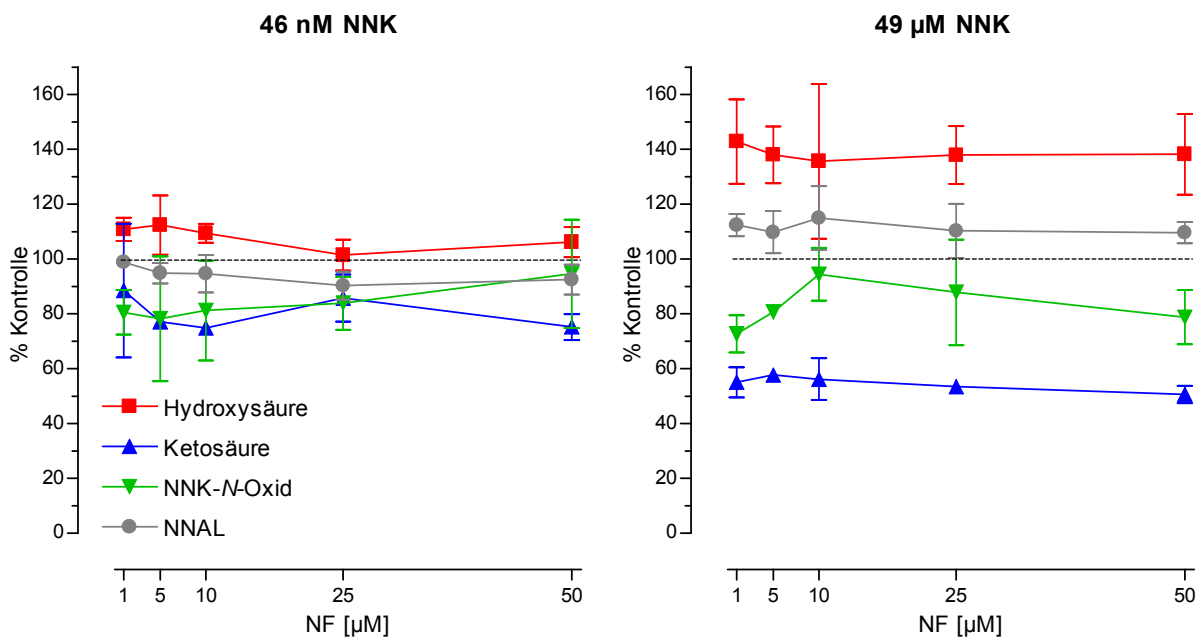 46 nM NNK
% Kontrolle
160
140
120
100
80
60
40
20
0
Hydroxysäure
Ketosäure
NNK-N-Oxid
NNAL
1 5 10 25 50
NF [µM]
49 µM NNK
% Kontrolle
160
140
120
100
80
60
40
20
0
1 5 10 25 50
NF [µM]